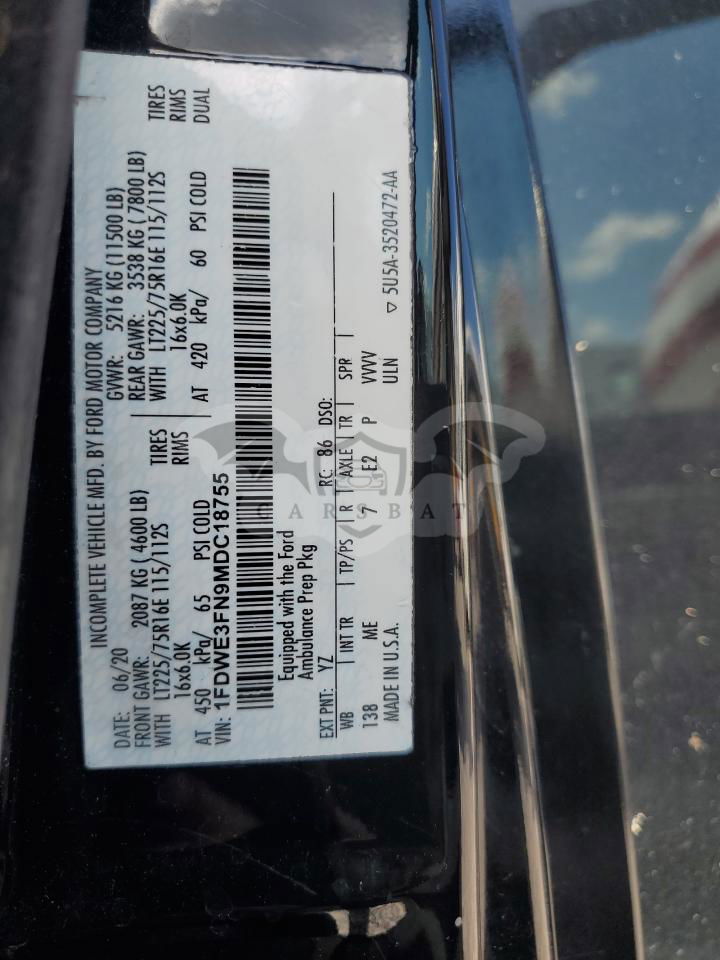 INCOMPLETE VEHICLE MFD. BY FORD MOTOR COMPANY
DATE: 06/20 GVWR: 5216 KG (11500 LB)
FRONT GAWR: 2087 KG ( 4600 LB) REAR GAWR: 3538 KG ( 7800 LB)
WITH LT225/75R16E 115/112S TIRES WITH LT225/75R16E 115/112S TIRES
16x6.0K RIMS 16x6.0K RIMS
AT 450 kPa/ 65 PSI COLD AT 420 kPa/ 60 PSI COLD DUAL
VIN: 1FDWE3FN9MDC18755
Equipped with the Ford
Ambulance Prep Pkg
EXT PNT: YZ RC: 86 DSO:
WB | INT TR | TP/PS | R | AXLE | TR | SPR |
138 ME 7 E2 P VVVV
MADE IN U.S.A. ULN
▽ 5U5A-3520472-AA
CARSBAT